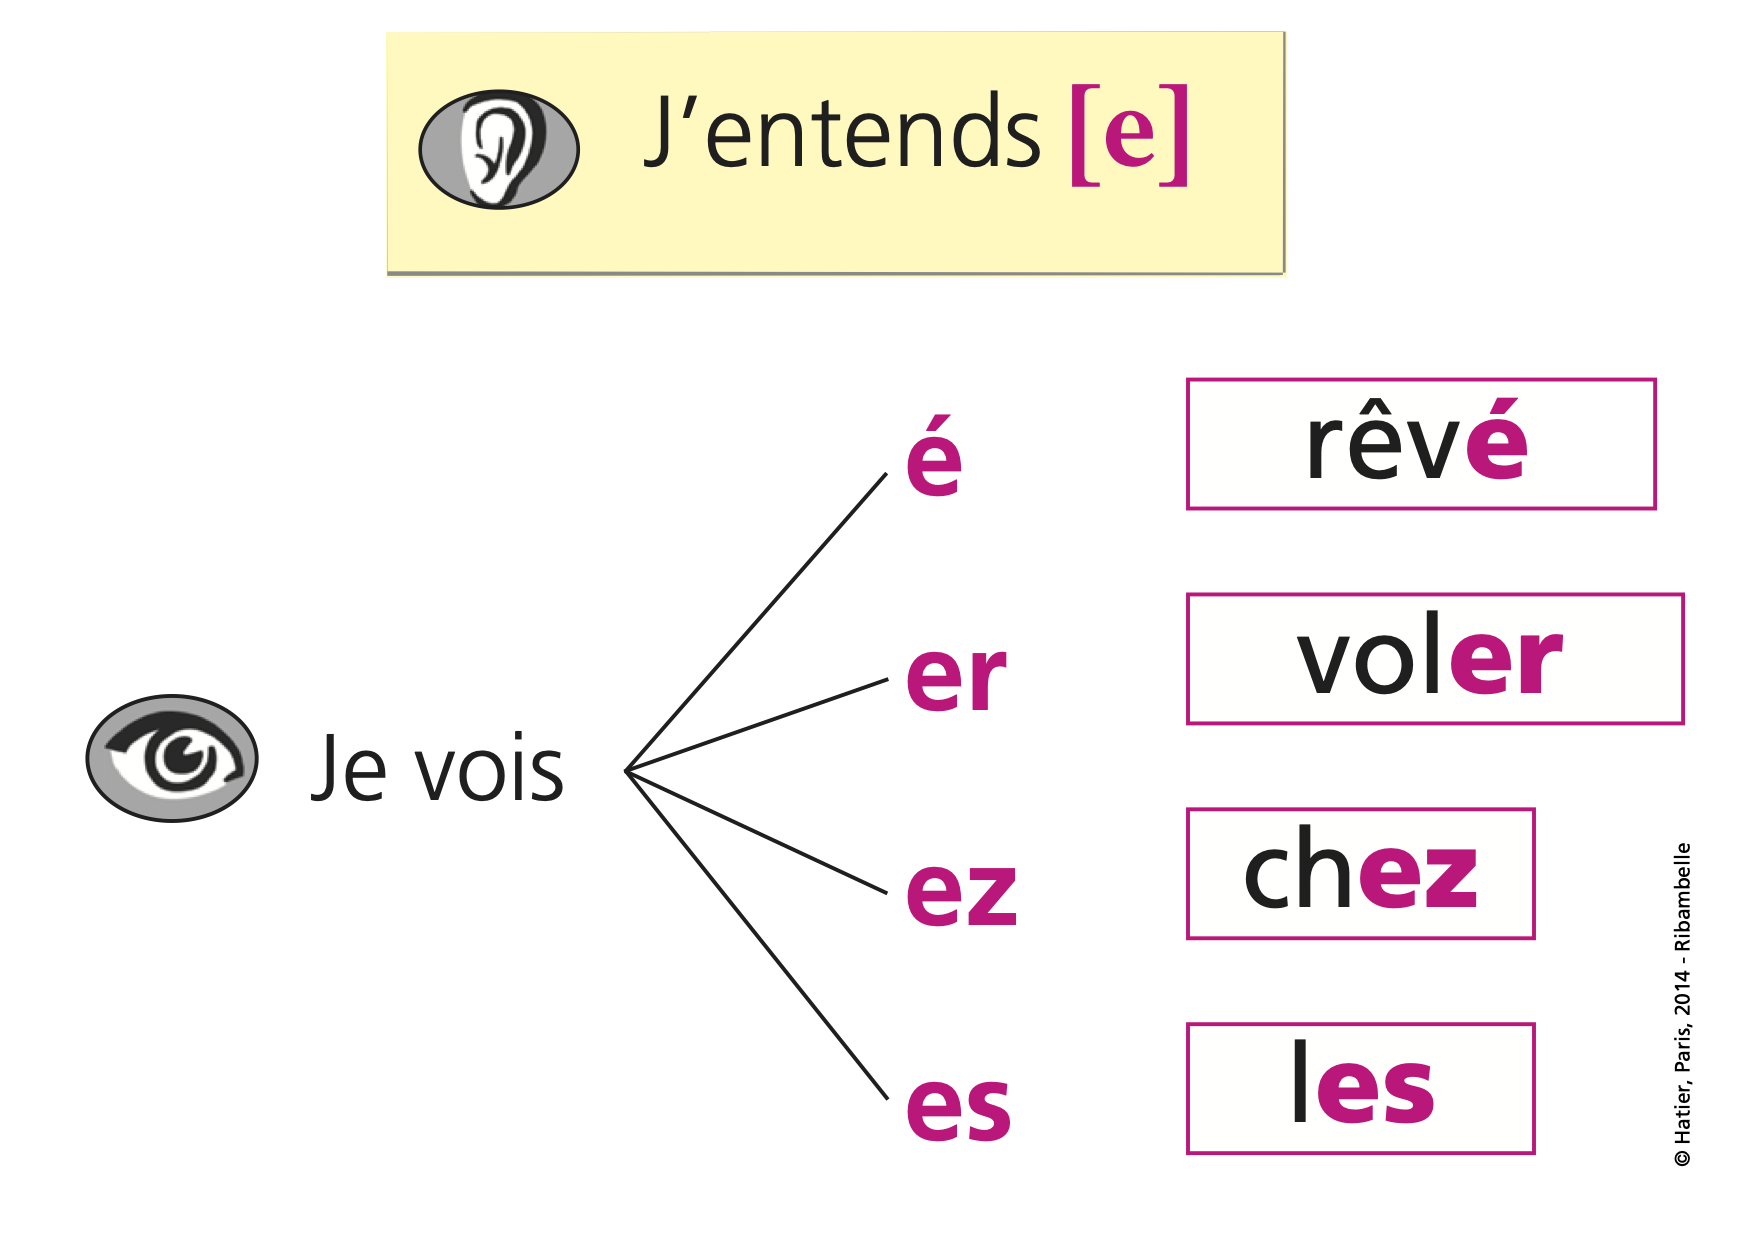 J'entends [e]
Je vois
é
rêvé
er
voler
ez
chez
es
les
© Hatier, Paris, 2014 - Ribambelle